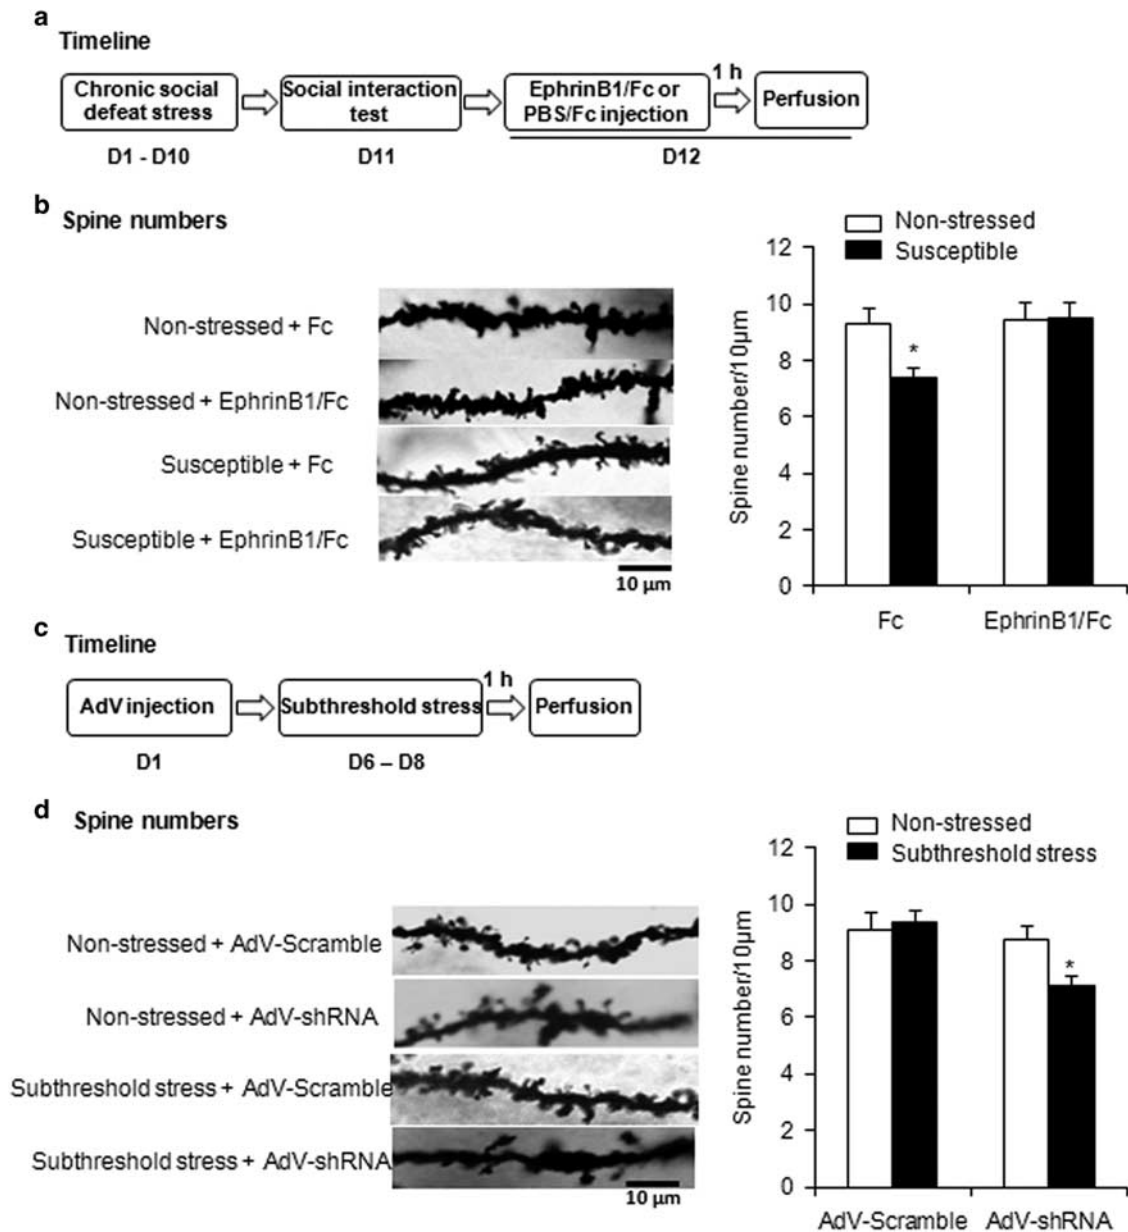 a
Timeline
Chronic social
defeat stress
Social interaction
test
EphrinB1/Fc or
PBS/Fc injection
1 h
Perfusion
D1 - D10
D11
D12
b
Spine numbers
Non-stressed + Fc
Non-stressed + EphrinB1/Fc
Susceptible + Fc
Susceptible + EphrinB1/Fc
10 µm
Non-stressed
Susceptible
Spine number/10µm
12
10
8
6
4
2
0
*
Fc
EphrinB1/Fc
c
Timeline
AdV injection
Subthreshold stress
1 h
Perfusion
D1
D6 – D8
d
Spine numbers
Non-stressed + AdV-Scramble
Non-stressed + AdV-shRNA
Subthreshold stress + AdV-Scramble
Subthreshold stress + AdV-shRNA
10 µm
Non-stressed
Subthreshold stress
Spine number/10µm
12
10
8
6
4
2
0
*
AdV-Scramble
AdV-shRNA